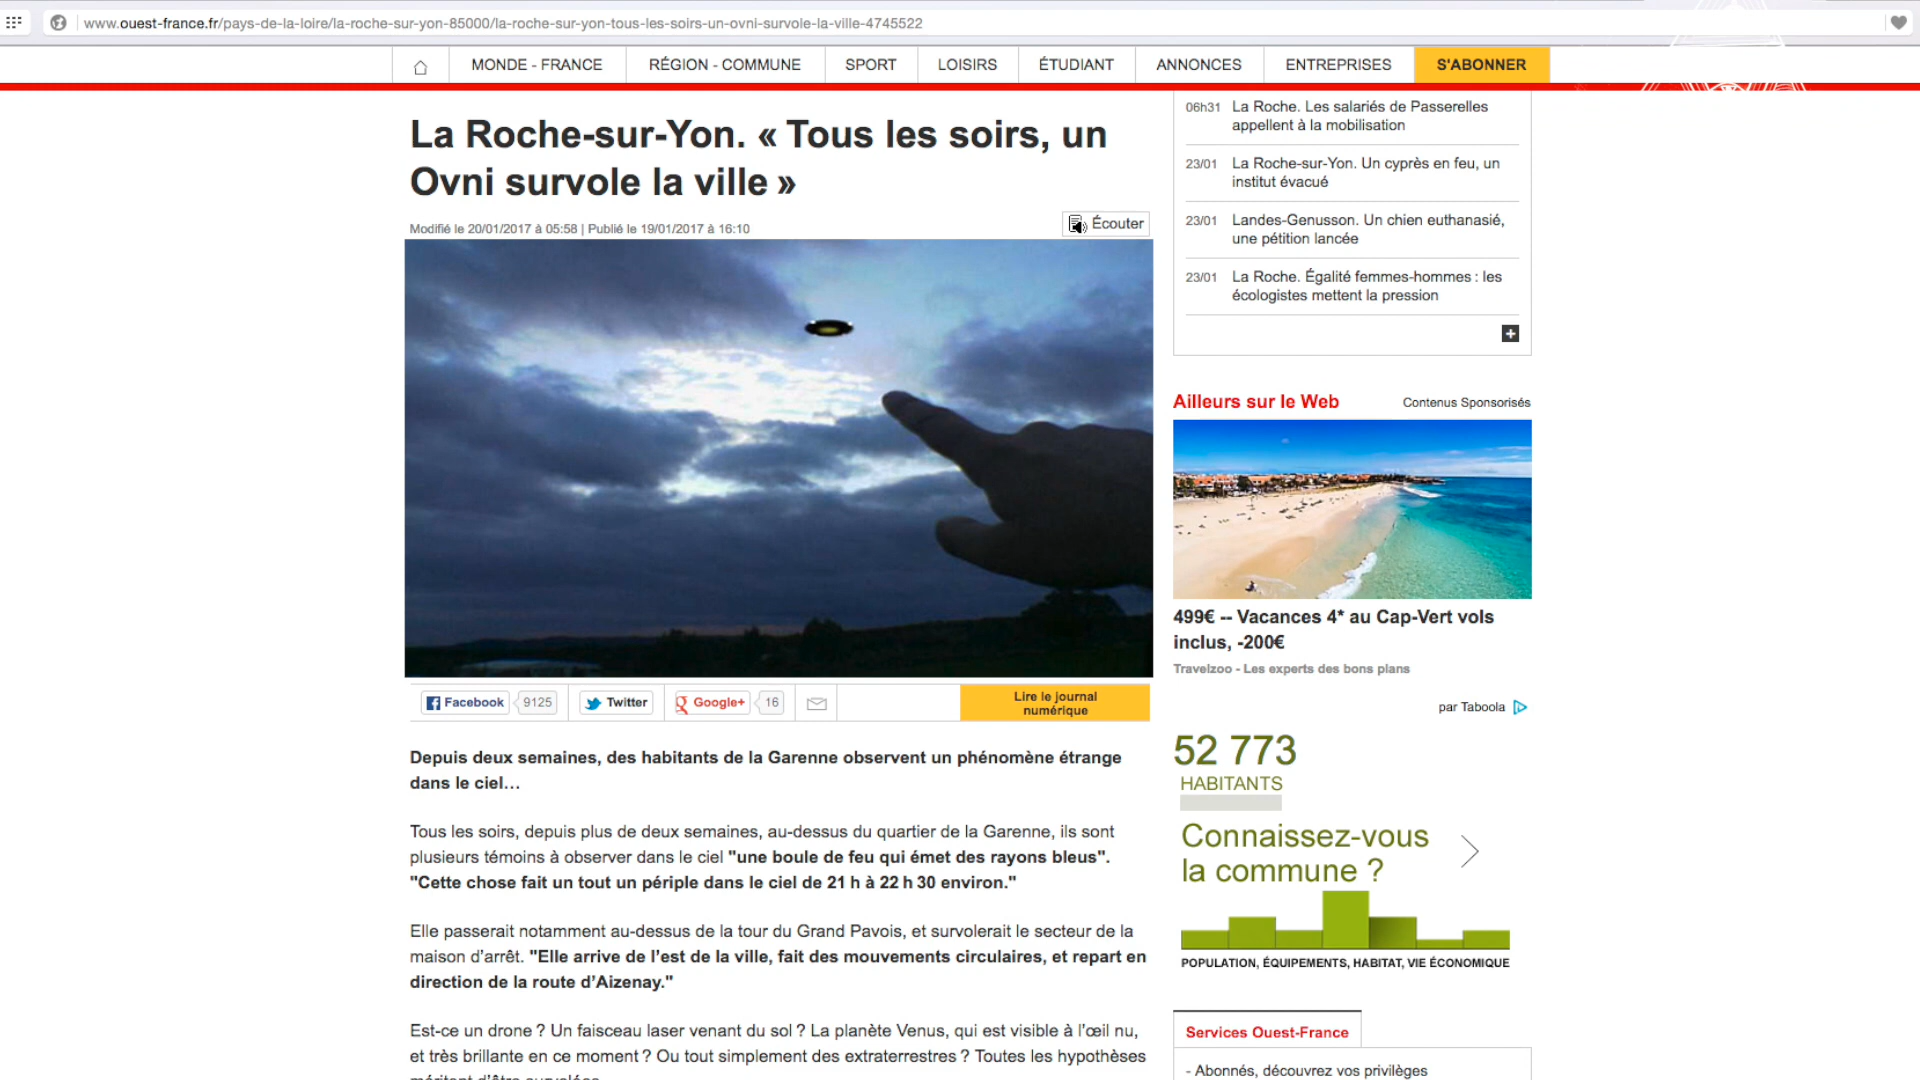 www.ouest-france.fr/pays-de-la-loire/la-roche-sur-yon-85000/la-roche-sur-yon-tous-les-soirs-un-ovni-survole-la-ville-4745522
MONDE - FRANCE
RÉGION - COMMUNE
SPORT
LOISIRS
ÉTUDIANT
ANNONCES
ENTREPRISES
S'ABONNER
La Roche-sur-Yon. « Tous les soirs, un
Ovni survole la ville »
Modifié le 20/01/2017 à 05:58 | Publié le 19/01/2017 à 16:10
Écouter
Facebook
9125
Twitter
Google+
16
Lire le journal
numérique
Depuis deux semaines, des habitants de la Garenne observent un phénomène étrange
dans le ciel…
Tous les soirs, depuis plus de deux semaines, au-dessus du quartier de la Garenne, ils sont
plusieurs témoins à observer dans le ciel "une boule de feu qui émet des rayons bleus".
"Cette chose fait un tout un périple dans le ciel de 21 h à 22 h 30 environ."
Elle passerait notamment au-dessus de la tour du Grand Pavois, et survolerait le secteur de la
maison d’arrêt. "Elle arrive de l’est de la ville, fait des mouvements circulaires, et repart en
direction de la route d’Aizenay."
Est-ce un drone ? Un faisceau laser venant du sol ? La planète Venus, qui est visible à l’œil nu,
et très brillante en ce moment ? Ou tout simplement des extraterrestres ? Toutes les hypothèses
06h31 La Roche. Les salariés de Passerelles
appellent à la mobilisation
23/01 La Roche-sur-Yon. Un cyprès en feu, un
institut évacué
23/01 Landes-Genusson. Un chien euthanasié,
une pétition lancée
23/01 La Roche. Égalité femmes-hommes : les
écologistes mettent la pression
Ailleurs sur le Web
Contenus Sponsorisés
499€ -- Vacances 4* au Cap-Vert vols
inclus, -200€
Travelzoo - Les experts des bons plans
par Taboola
52 773
HABITANTS
Connaissez-vous
la commune ?
POPULATION, ÉQUIPEMENTS, HABITAT, VIE ÉCONOMIQUE
Services Ouest-France
- Abonnés, découvrez vos privilèges